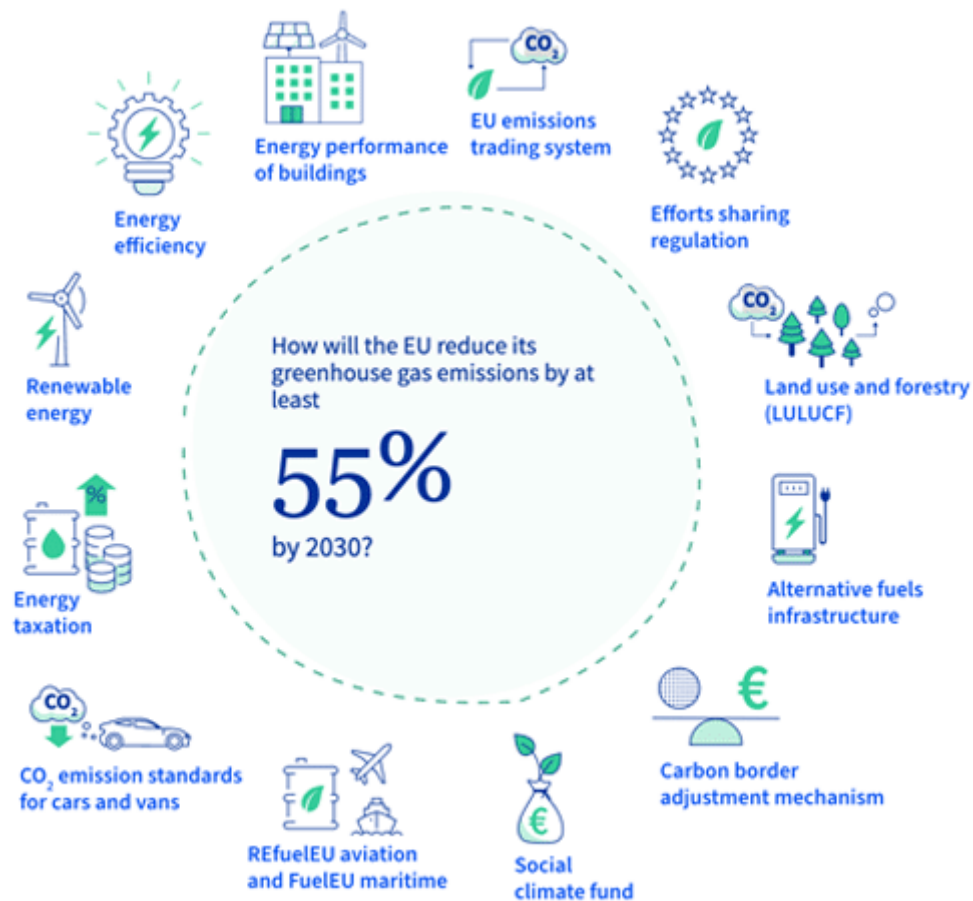 CO2
EU emissions
trading system
Energy performance
of buildings
Efforts sharing
regulation
Energy
efficiency
CO2
Land use and forestry
(LULUCF)
Renewable
energy
How will the EU reduce its
greenhouse gas emissions by at
least
55%
by 2030?
%
Energy
taxation
Alternative fuels
infrastructure
€
Carbon border
adjustment mechanism
CO2
CO2 emission standards
for cars and vans
REfuelEU aviation
and FuelEU maritime
€
Social
climate fund